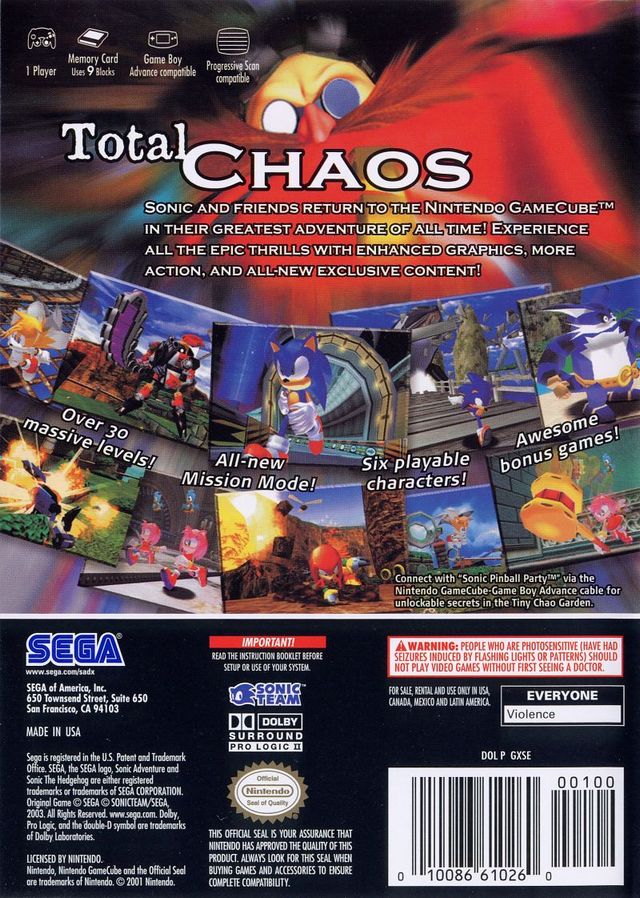 1 Player
Memory Card
Uses 9 Blocks
Game Boy
Advance compatible
Progressive Scan
compatible
Total CHAOS
SONIC AND FRIENDS RETURN TO THE NINTENDO GAMECUBE™
IN THEIR GREATEST ADVENTURE OF ALL TIME! EXPERIENCE
ALL THE EPIC THRILLS WITH ENHANCED GRAPHICS, MORE
ACTION, AND ALL-NEW EXCLUSIVE CONTENT!
Over 30
massive levels!
All-new
Mission Mode!
Six playable
characters!
Awesome
bonus games!
Connect with "Sonic Pinball Party™" via the
Nintendo GameCube-Game Boy Advance cable for
unlockable secrets in the Tiny Chao Garden.
SEGA®
www.sega.com/sadx
SEGA of America, Inc.
650 Townsend Street, Suite 650
San Francisco, CA 94103
MADE IN USA
Sega is registered in the U.S. Patent and Trademark
Office. SEGA, the SEGA logo, Sonic Adventure and
Sonic The Hedgehog are either registered
trademarks or trademarks of SEGA CORPORATION.
Original Game © SEGA © SONICTEAM/SEGA,
2003. All Rights Reserved. www.sega.com. Dolby,
Pro Logic, and the double-D symbol are trademarks
of Dolby Laboratories.
LICENSED BY NINTENDO.
Nintendo, Nintendo GameCube and the Official Seal
are trademarks of Nintendo. © 2001 Nintendo.
IMPORTANT!
READ THE INSTRUCTION BOOKLET BEFORE
SETUP OR USE OF YOUR SYSTEM.
SONIC
TEAM
DOLBY
SURROUND
PRO LOGIC II
Official
Nintendo
Seal of Quality
THIS OFFICIAL SEAL IS YOUR ASSURANCE THAT
NINTENDO HAS APPROVED THE QUALITY OF THIS
PRODUCT. ALWAYS LOOK FOR THIS SEAL WHEN
BUYING GAMES AND ACCESSORIES TO ENSURE
COMPLETE COMPATIBILITY.
WARNING: PEOPLE WHO ARE PHOTOSENSITIVE (HAVE HAD
SEIZURES INDUCED BY FLASHING LIGHTS OR PATTERNS) SHOULD
NOT PLAY VIDEO GAMES WITHOUT FIRST SEEING A DOCTOR.
FOR SALE, RENTAL AND USE ONLY IN USA,
CANADA, MEXICO AND LATIN AMERICA.
EVERYONE
Violence
DOL P GXSE
00100
0 10086 61026 0